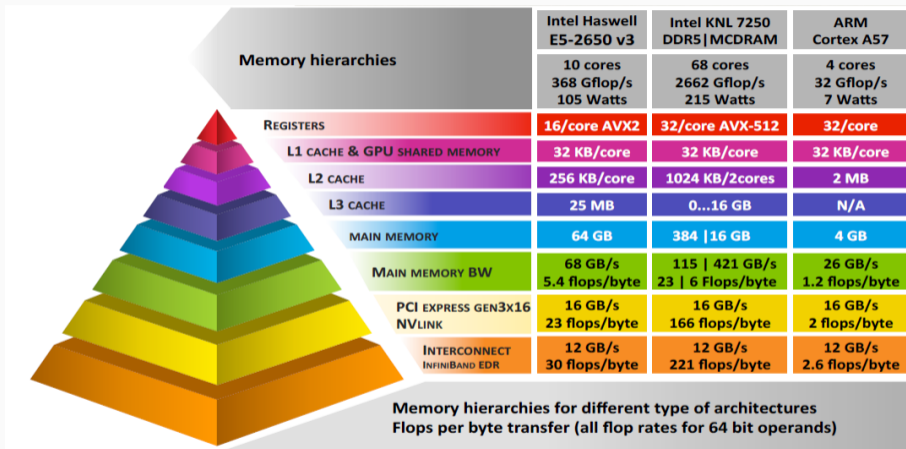 Memory hierarchies
Intel Haswell
E5-2650 v3
Intel KNL 7250
DDR5|MCDRAM
ARM
Cortex A57
10 cores
368 Gflop/s
105 Watts
68 cores
2662 Gflop/s
215 Watts
4 cores
32 Gflop/s
7 Watts
REGISTERS
16/core AVX2
32/core AVX-512
32/core
L1 CACHE & GPU SHARED MEMORY
32 KB/core
32 KB/core
32 KB/core
L2 CACHE
256 KB/core
1024 KB/2cores
2 MB
L3 CACHE
25 MB
0...16 GB
N/A
MAIN MEMORY
64 GB
384 |16 GB
4 GB
MAIN MEMORY BW
68 GB/s
5.4 flops/byte
115 | 421 GB/s
23 | 6 Flops/byte
26 GB/s
1.2 flops/byte
PCI EXPRESS GEN3X16
NVLINK
16 GB/s
23 flops/byte
16 GB/s
166 flops/byte
16 GB/s
2 flops/byte
INTERCONNECT
INFINIBAND EDR
12 GB/s
30 flops/byte
12 GB/s
221 flops/byte
12 GB/s
2.6 flops/byte
Memory hierarchies for different type of architectures
Flops per byte transfer (all flop rates for 64 bit operands)